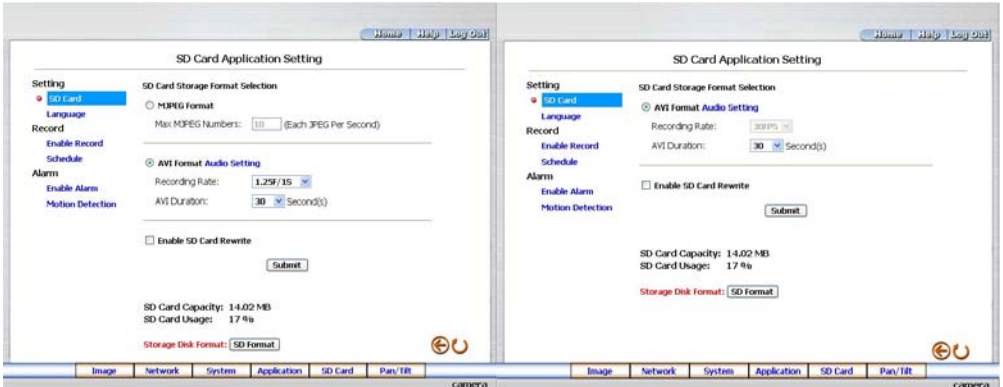 Home Help Log Out
SD Card Application Setting
Setting
SD Card
Language
Record
Enable Record
Schedule
Alarm
Enable Alarm
Motion Detection
SD Card Storage Format Selection
MJPEG Format
Max MJPEG Numbers: 10 (Each JPEG Per Second)
AVI Format Audio Setting
Recording Rate: 1.25F/1S
AVI Duration: 30 Second(s)
Enable SD Card Rewrite
Submit
SD Card Capacity: 14.02 MB
SD Card Usage: 17 %
Storage Disk Format: SD Format
Image Network System Application SD Card Pan/Tilt
camera
Home Help Log Out
SD Card Application Setting
Setting
SD Card
Language
Record
Enable Record
Schedule
Alarm
Enable Alarm
Motion Detection
SD Card Storage Format Selection
AVI Format Audio Setting
Recording Rate: 30FPS
AVI Duration: 30 Second(s)
Enable SD Card Rewrite
Submit
SD Card Capacity: 14.02 MB
SD Card Usage: 17 %
Storage Disk Format: SD Format
Image Network System Application SD Card Pan/Tilt
camera